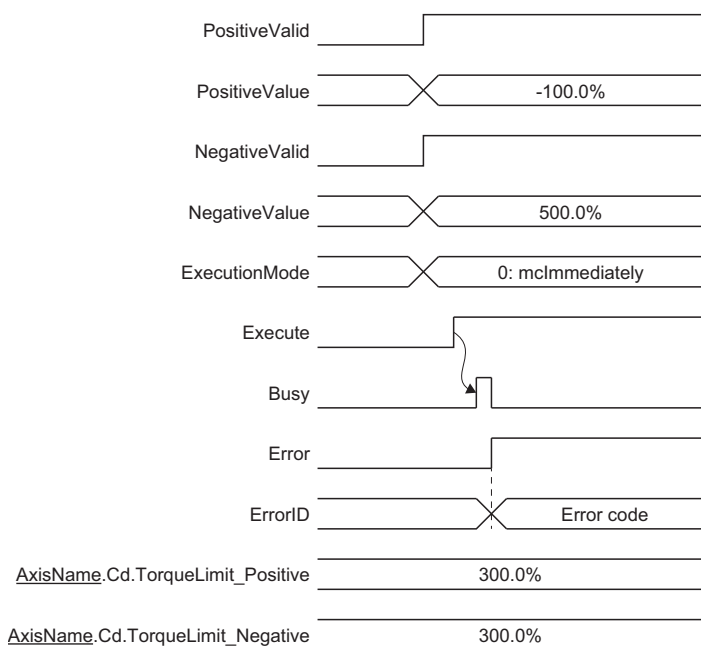 PositiveValid
PositiveValue -100.0%
NegativeValid
NegativeValue 500.0%
ExecutionMode 0: mcImmediately
Execute
Busy
Error
ErrorID Error code
AxisName.Cd.TorqueLimit_Positive 300.0%
AxisName.Cd.TorqueLimit_Negative 300.0%